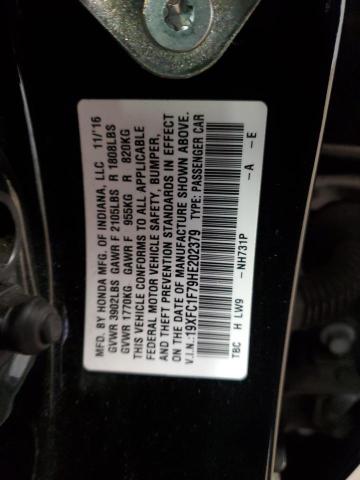 MFD. BY HONDA MFG. OF INDIANA, LLC 11/'16
GVWR 3902LBS GAWR F 2105LBS R 1808LBS
GVWR 1770KG GAWR F 955KG R 820KG
THIS VEHICLE CONFORMS TO ALL APPLICABLE
FEDERAL MOTOR VEHICLE SAFETY, BUMPER,
AND THEFT PREVENTION STANDARDS IN EFFECT
ON THE DATE OF MANUFACTURE SHOWN ABOVE.
V.I.N.: 19XFC1F79HE202379 TYPE: PASSENGER CAR
-NH731P -A -E
TBC H LW9